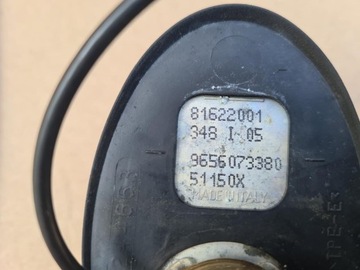 81622001
348 I 05
9656073380
51150X
MADE IN ITALY